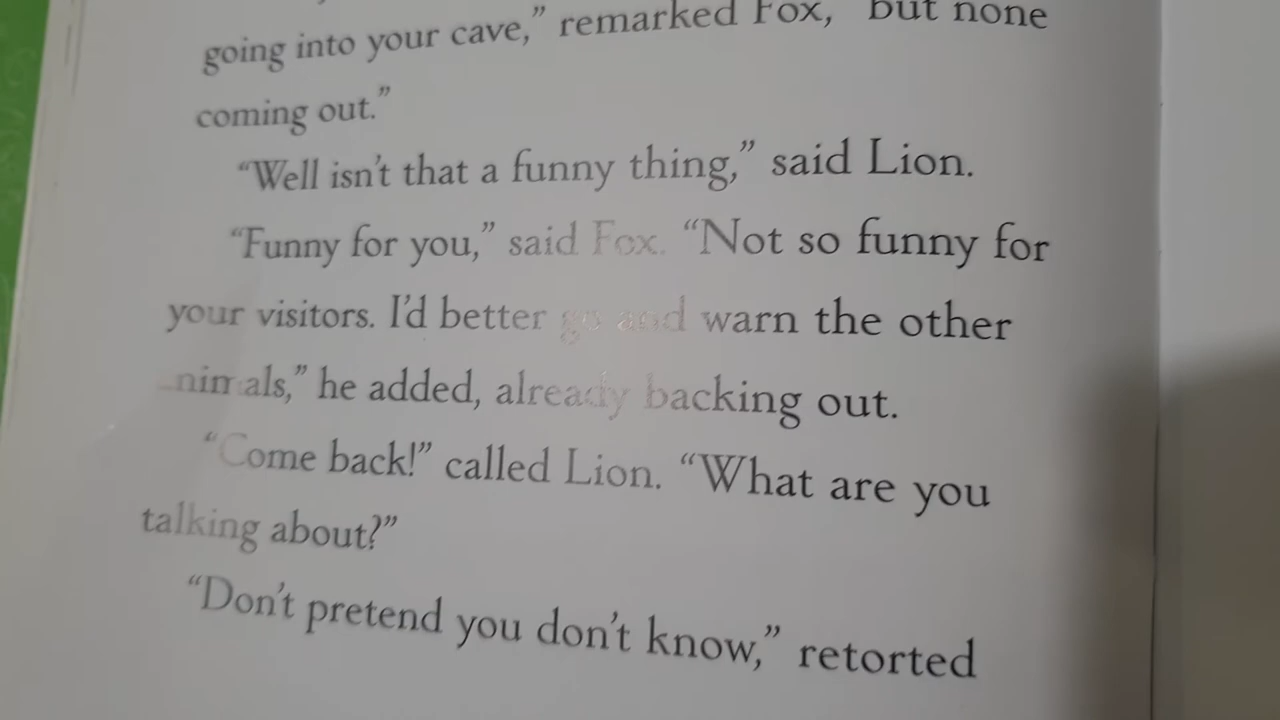 going into your cave,” remarked Fox, “but none
coming out.”
“Well isn’t that a funny thing,” said Lion.
“Funny for you,” said Fox. “Not so funny for
your visitors. I’d better go and warn the other
animals,” he added, already backing out.
“Come back!” called Lion. “What are you
talking about?”
“Don’t pretend you don’t know,” retorted